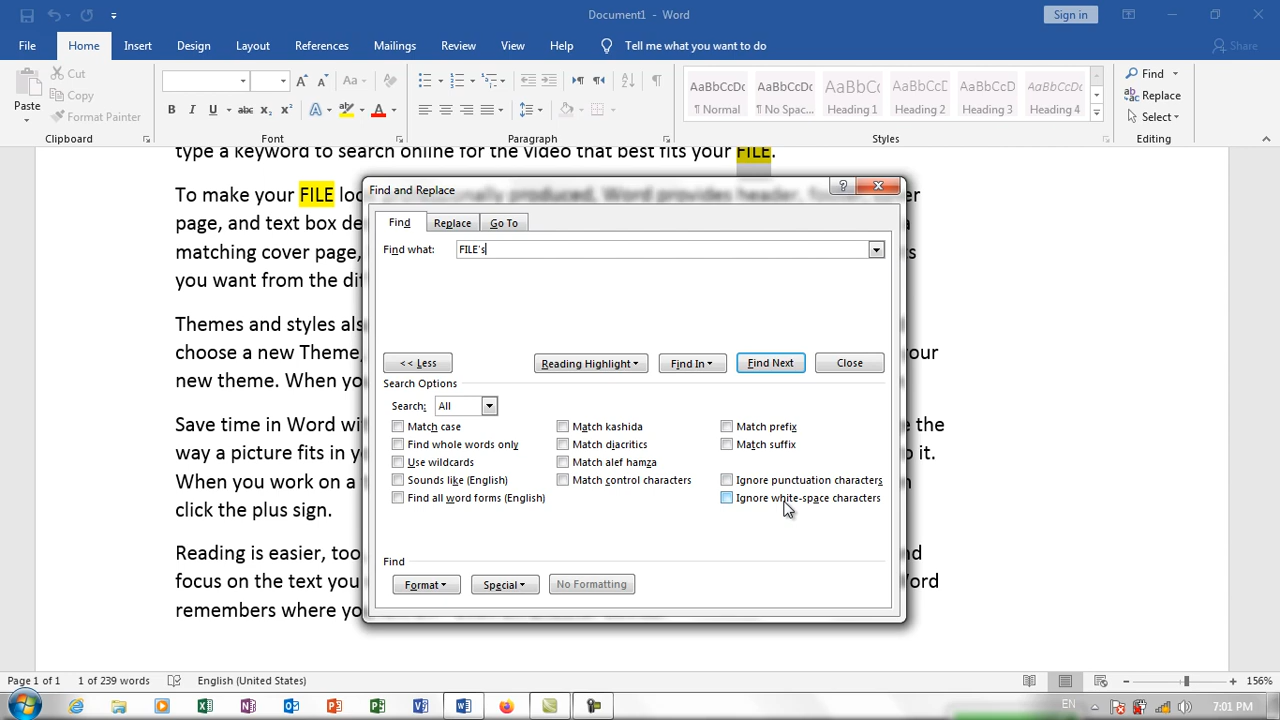 Document1 - Word
Sign in
File Home Insert Design Layout References Mailings Review View Help Tell me what you want to do Share
Cut
Copy
Format Painter
Paste
AaBbCcDc AaBbCcDc AaBbC AaBbCcD AaBbCcD AaBbCcD
¶ Normal ¶ No Spac... Heading 1 Heading 2 Heading 3 Heading 4
Find
Replace
Select
Clipboard Font Paragraph Styles Editing
type a keyword to search online for the video that best fits your FILE.
To make your FILE
page, and text box
matching cover page,
you want from the
Themes and styles
choose a new Theme, your
new theme. When
Save time in Word the
way a picture fits in it.
When you work on a
click the plus sign.
Reading is easier,
focus on the text Word
remembers where
Find and Replace
Find Replace Go To
Find what: FILE's
<< Less Reading Highlight Find In Find Next Close
Search Options
Search: All
Match case Match kashida Match prefix
Find whole words only Match diacritics Match suffix
Use wildcards Match alef hamza
Sounds like (English) Match control characters Ignore punctuation characters
Find all word forms (English) Ignore white-space characters
Find
Format Special No Formatting
Page 1 of 1 1 of 239 words English (United States) 156%
EN 7:01 PM